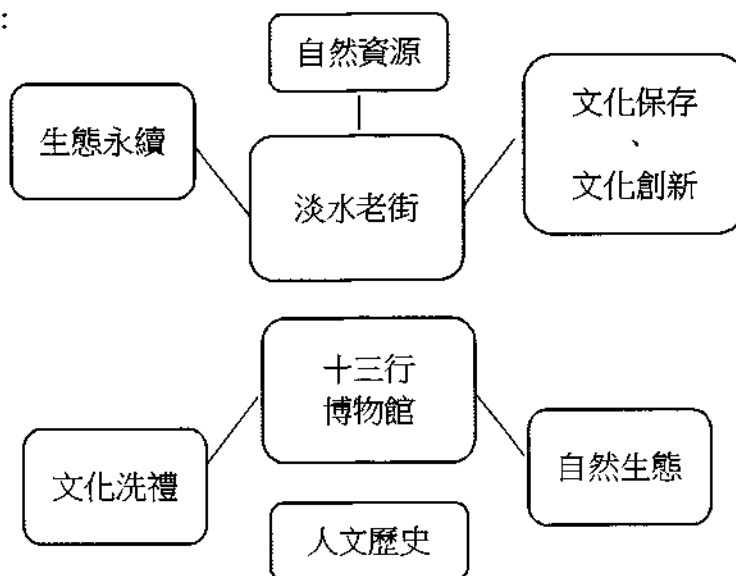 :
自然資源
生態永續
文化保存
、
文化創新
淡水老街
十三行
博物館
文化洗禮
自然生態
人文歷史